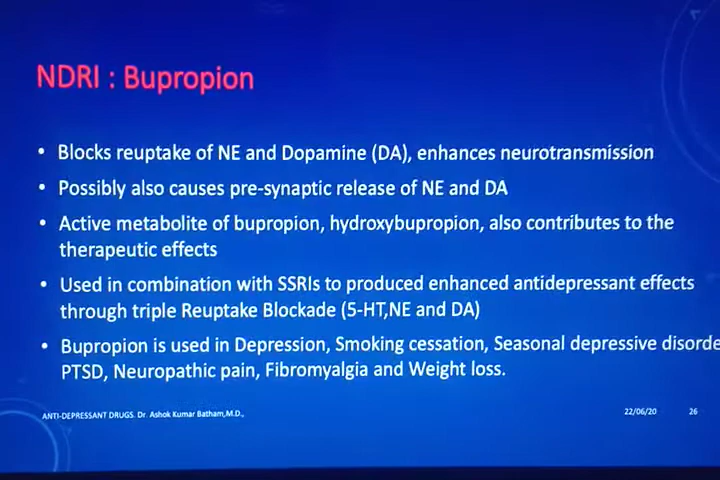 NDRI : Bupropion
• Blocks reuptake of NE and Dopamine (DA), enhances neurotransmission
• Possibly also causes pre-synaptic release of NE and DA
• Active metabolite of bupropion, hydroxybupropion, also contributes to the
therapeutic effects
• Used in combination with SSRIs to produced enhanced antidepressant effects
through triple Reuptake Blockade (5-HT,NE and DA)
• Bupropion is used in Depression, Smoking cessation, Seasonal depressive disorde
PTSD, Neuropathic pain, Fibromyalgia and Weight loss.
ANTI-DEPRESSANT DRUGS. Dr. Ashok Kumar Batham,M.D.,
22/06/20 26